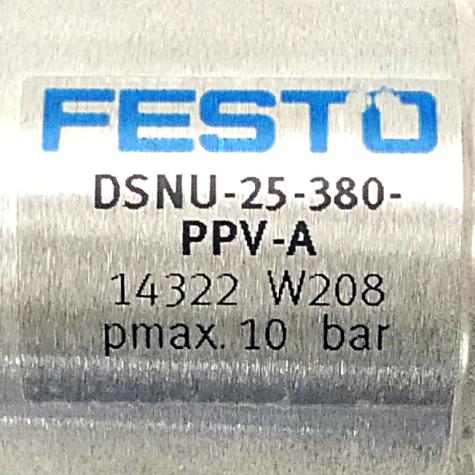 FESTO
DSNU-25-380-
PPV-A
14322 W208
pmax. 10 bar